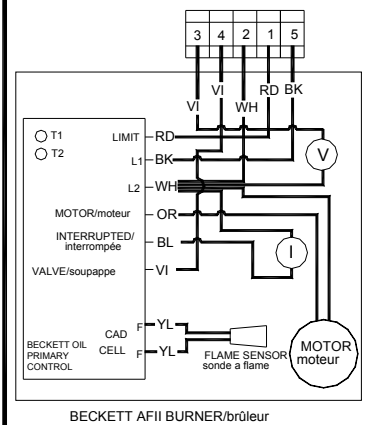 3 4 2 1 5
VI VI WH RD BK
T1
T2
LIMIT RD
L1 BK
V
L2 WH
MOTOR/moteur OR
INTERRUPTED/
interrompée BL
I
VALVE/soupappe VI
F YL
CAD
CELL F YL
BECKETT OIL
PRIMARY
CONTROL
FLAME SENSOR
sonde a flame
MOTOR
moteur
BECKETT AFII BURNER/brûleur